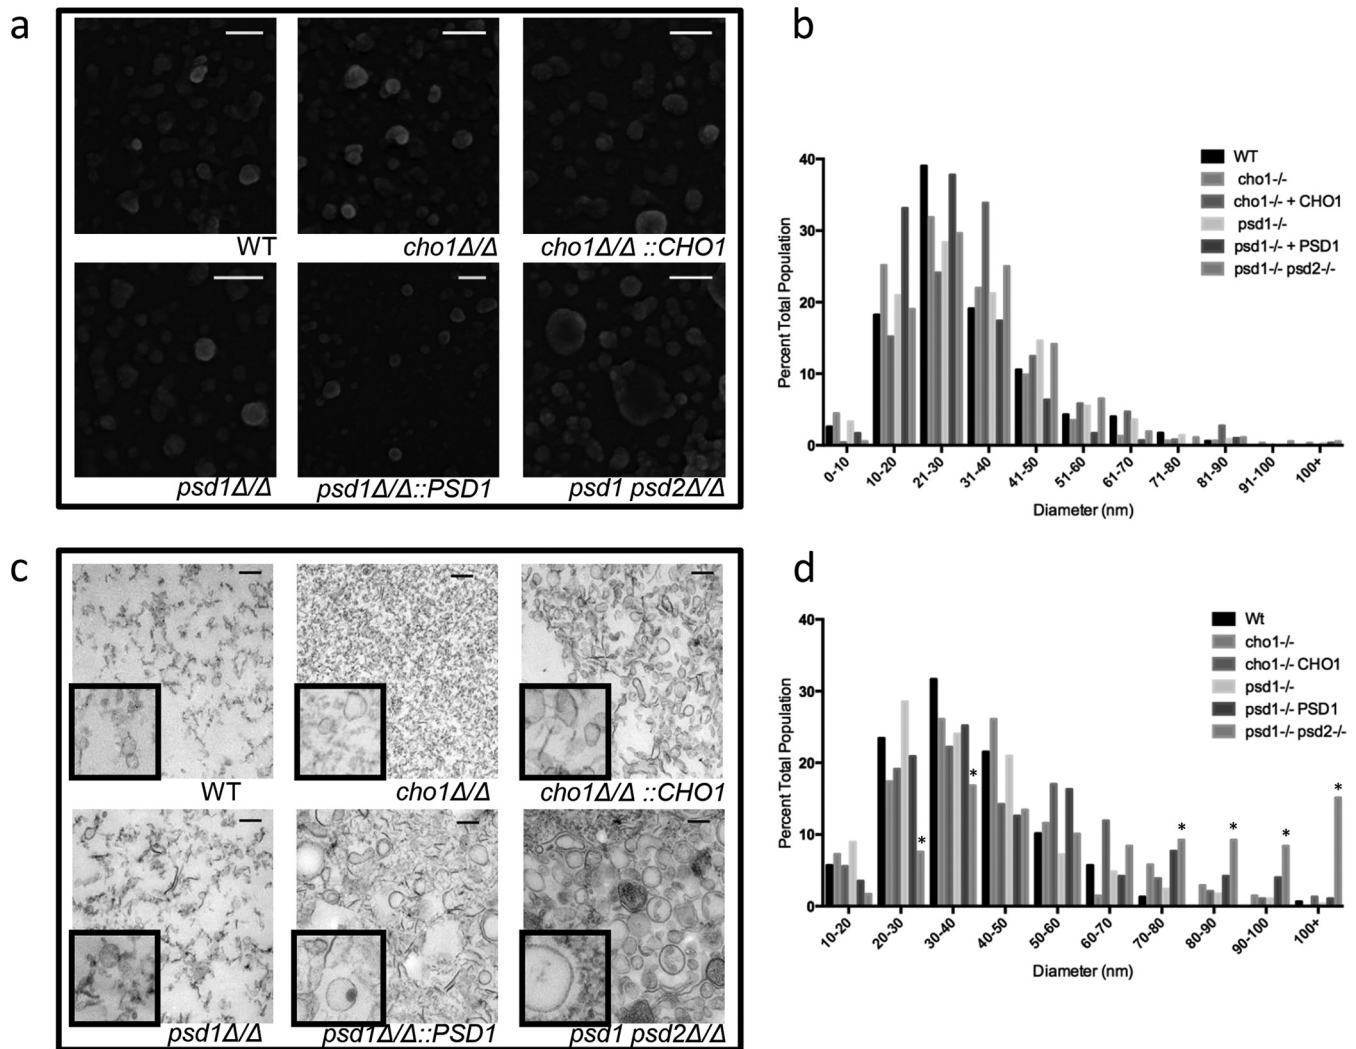 a
WT
cho1Δ/Δ
cho1Δ/Δ ::CHO1
psd1Δ/Δ
psd1Δ/Δ::PSD1
psd1 psd2Δ/Δ
b
Percent Total Population
40
30
20
10
0
0-10
10-20
21-30
31-40
41-50
51-60
61-70
71-80
81-90
91-100
100+
Diameter (nm)
WT
cho1-/-
cho1-/- + CHO1
psd1-/-
psd1-/- + PSD1
psd1-/- psd2-/-
c
WT
cho1Δ/Δ
cho1Δ/Δ ::CHO1
psd1Δ/Δ
psd1Δ/Δ::PSD1
psd1 psd2Δ/Δ
d
Percent Total Population
40
30
20
10
0
*
*
*
*
*
*
10-20
20-30
30-40
40-50
50-60
60-70
70-80
80-90
90-100
100+
Diameter (nm)
Wt
cho1-/-
cho1-/- CHO1
psd1-/-
psd1-/- PSD1
psd1-/- psd2-/-